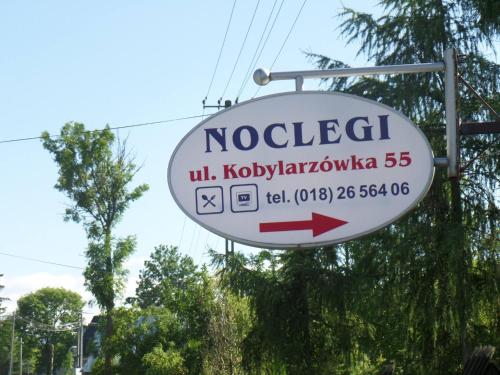 NOCLEGI
ul. Kobylarzówka 55
TV tel. (018) 26 564 06